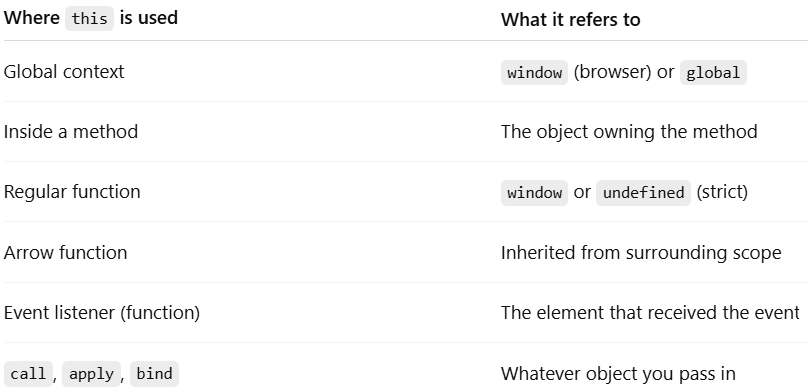 Where this is used What it refers to
Global context window (browser) or global
Inside a method The object owning the method
Regular function window or undefined (strict)
Arrow function Inherited from surrounding scope
Event listener (function) The element that received the event
call, apply, bind Whatever object you pass in